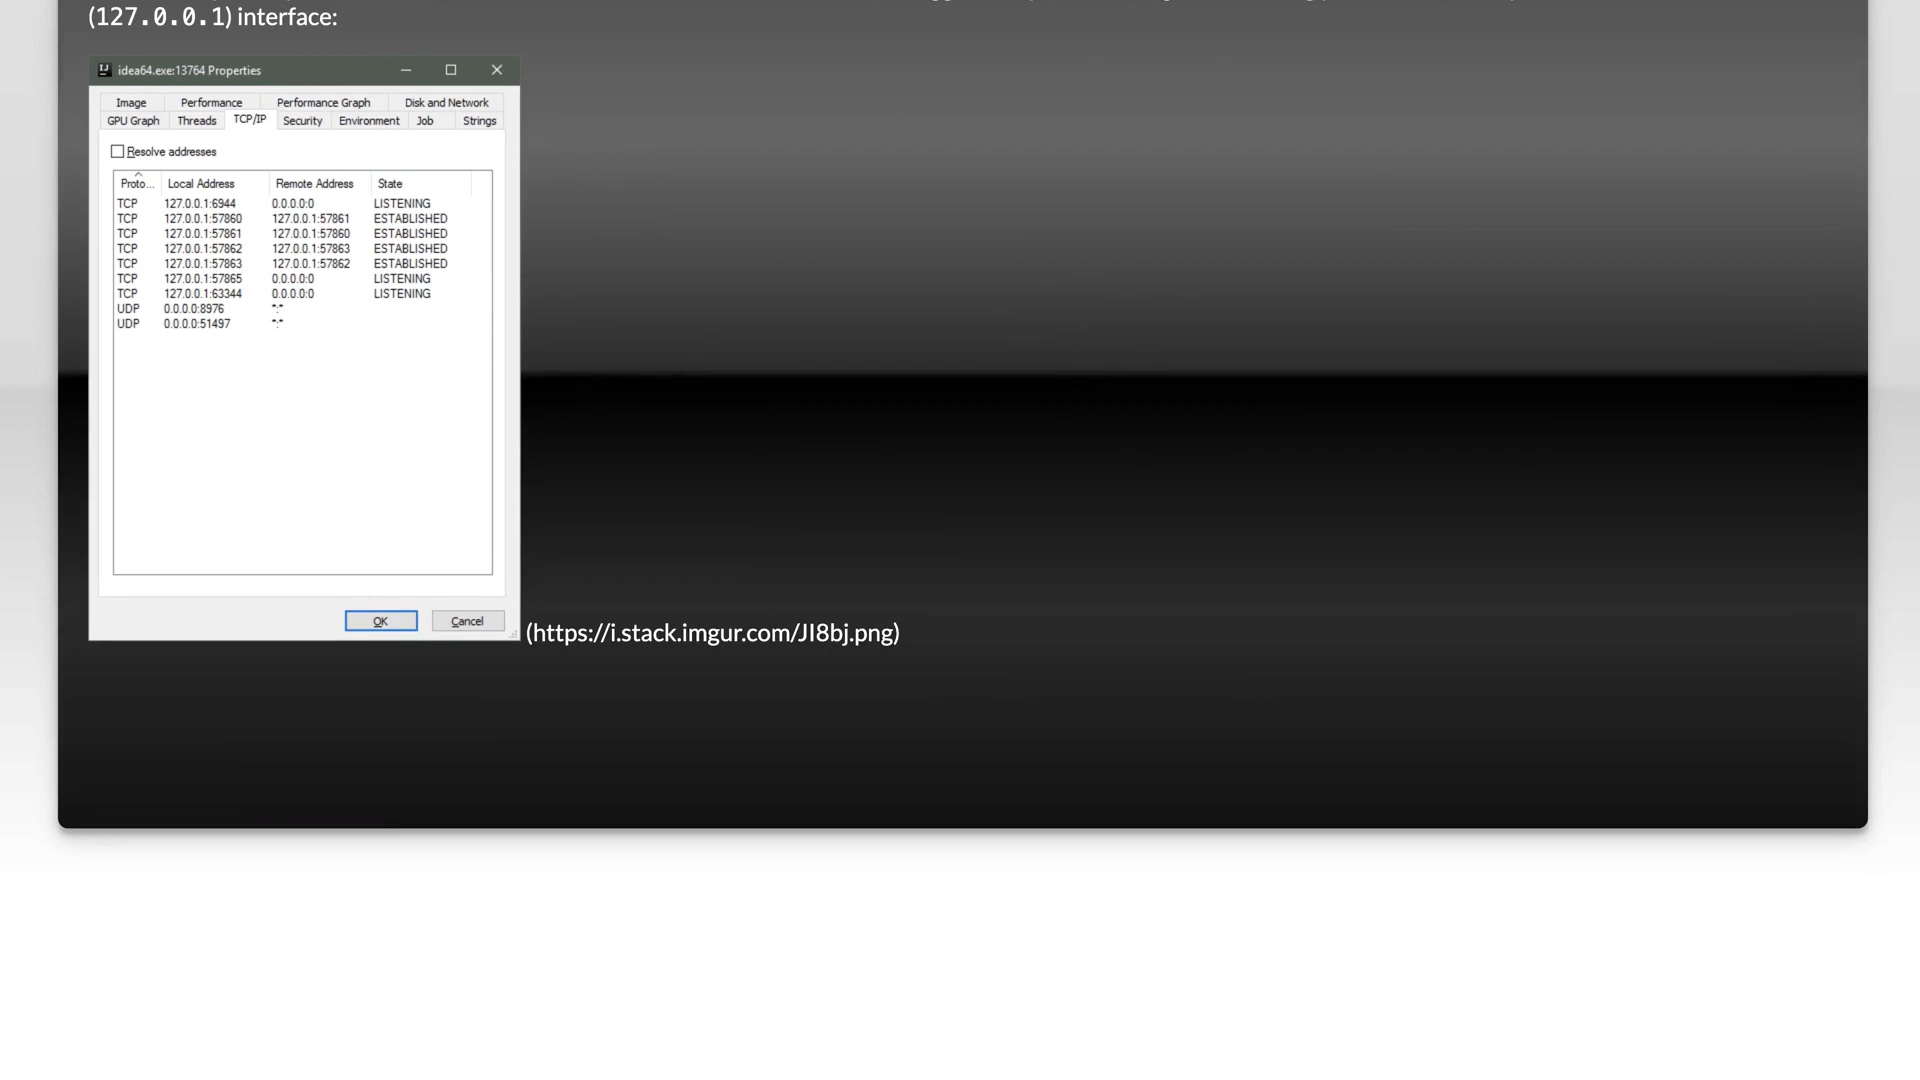 (127.0.0.1) interface:
idea64.exe:13764 Properties
Image Performance Performance Graph Disk and Network
GPU Graph Threads TCP/IP Security Environment Job Strings
Resolve addresses
Proto... Local Address Remote Address State
TCP 127.0.0.1:6944 0.0.0.0:0 LISTENING
TCP 127.0.0.1:57860 127.0.0.1:57861 ESTABLISHED
TCP 127.0.0.1:57861 127.0.0.1:57860 ESTABLISHED
TCP 127.0.0.1:57862 127.0.0.1:57863 ESTABLISHED
TCP 127.0.0.1:57863 127.0.0.1:57862 ESTABLISHED
TCP 127.0.0.1:57865 0.0.0.0:0 LISTENING
TCP 127.0.0.1:63344 0.0.0.0:0 LISTENING
UDP 0.0.0.0:8976 *:*
UDP 0.0.0.0:51497 *:*
OK Cancel
(https://i.stack.imgur.com/JI8bj.png)